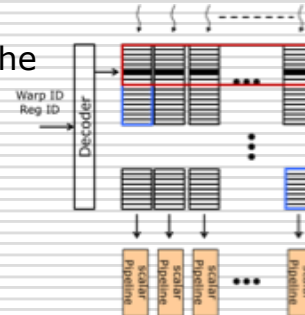 he
Warp ID
Reg ID
Decoder
scalar
Pipeline
scalar
Pipeline
scalar
Pipeline
scalar
Pipeline